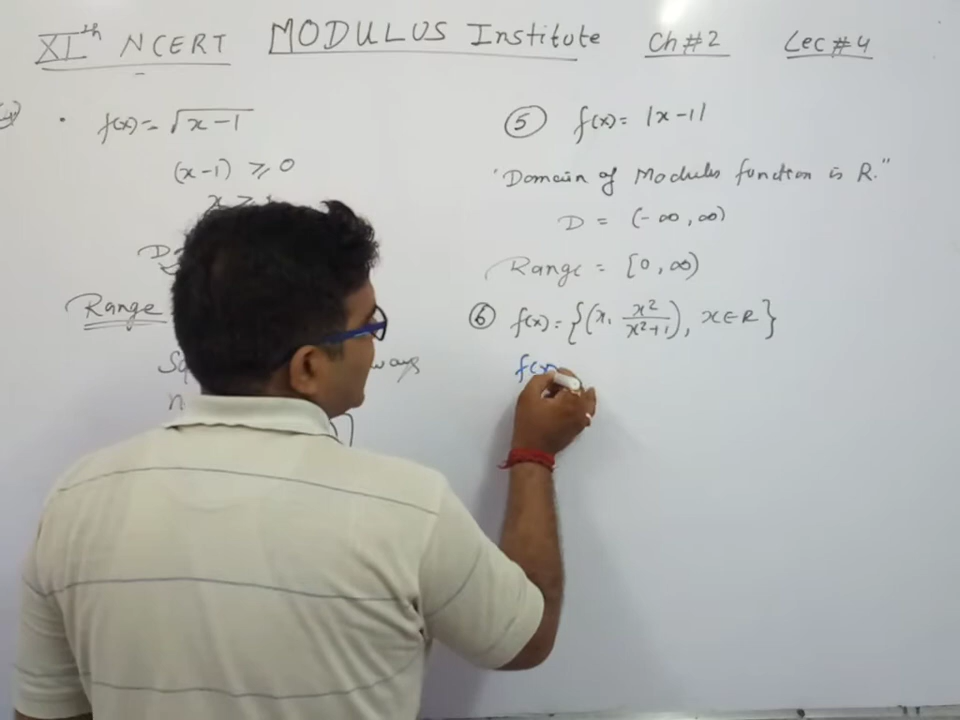 XIth NCERT MODULUS Institute Ch #2 Lec #4
f(x) = √x-1
(x-1) ≥ 0
x ≥
Range
⑤ f(x) = |x-1|
"Domain of Modulus function is R."
D = (-∞, ∞)
Range = [0, ∞)
⑥ f(x) = {(x, x²/x²+1), x∈R}
f(x)